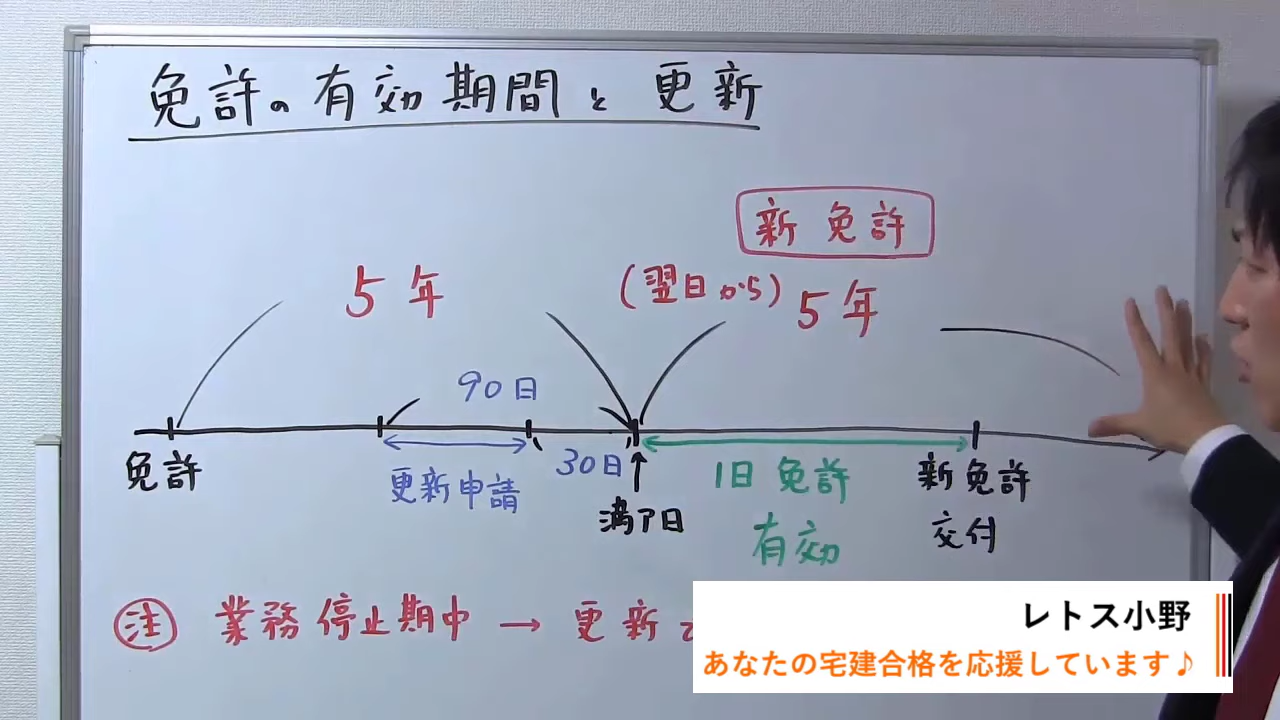 免許の有効期間と更新
新免許
5年
(翌日から)5年
90日
30日
免許
更新申請
満了日
1日免許
有効
新免許
交付
注 業務停止期中→更新
レトス小野
あなたの宅建合格を応援しています♪